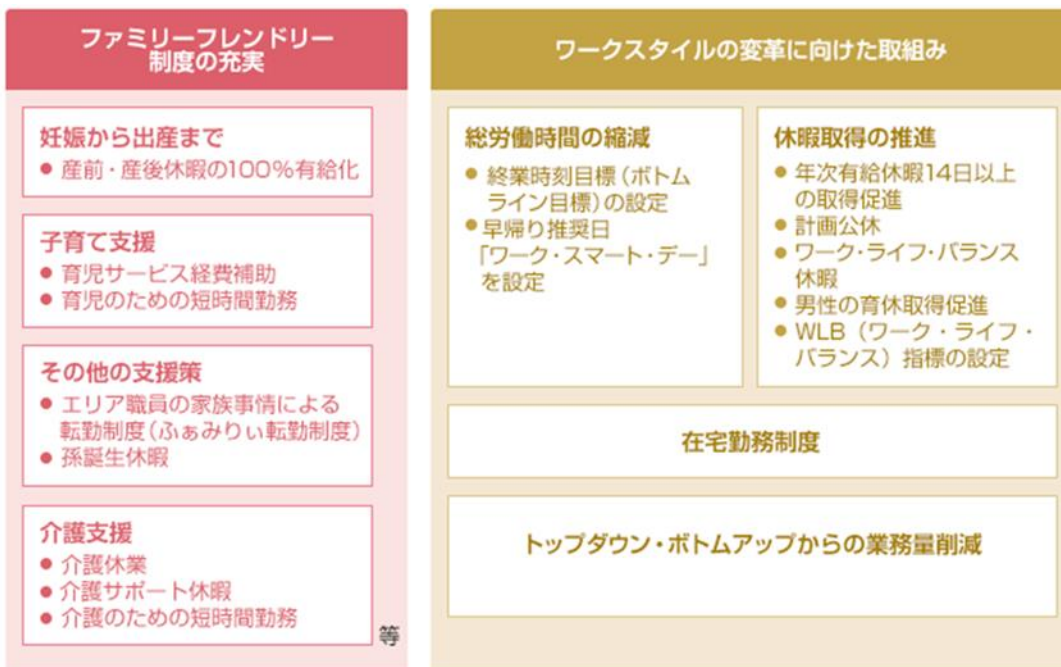 ファミリーフレンドリー
制度の充実
妊娠から出産まで
● 産前・産後休暇の100%有給化
子育て支援
● 育児サービス経費補助
● 育児のための短時間勤務
その他の支援策
● エリア職員の家族事情による
転勤制度(ふぁみりぃ転勤制度)
● 孫誕生休暇
介護支援
● 介護休業
● 介護サポート休暇
● 介護のための短時間勤務
等
ワークスタイルの変革に向けた取組み
総労働時間の縮減
● 終業時刻目標(ボトム
ライン目標)の設定
● 早帰り推奨日
「ワーク・スマート・デー」
を設定
休暇取得の推進
● 年次有給休暇14日以上
の取得促進
● 計画公休
● ワーク・ライフ・バランス
休暇
● 男性の育休取得促進
● WLB(ワーク・ライフ・
バランス)指標の設定
在宅勤務制度
トップダウン・ボトムアップからの業務量削減